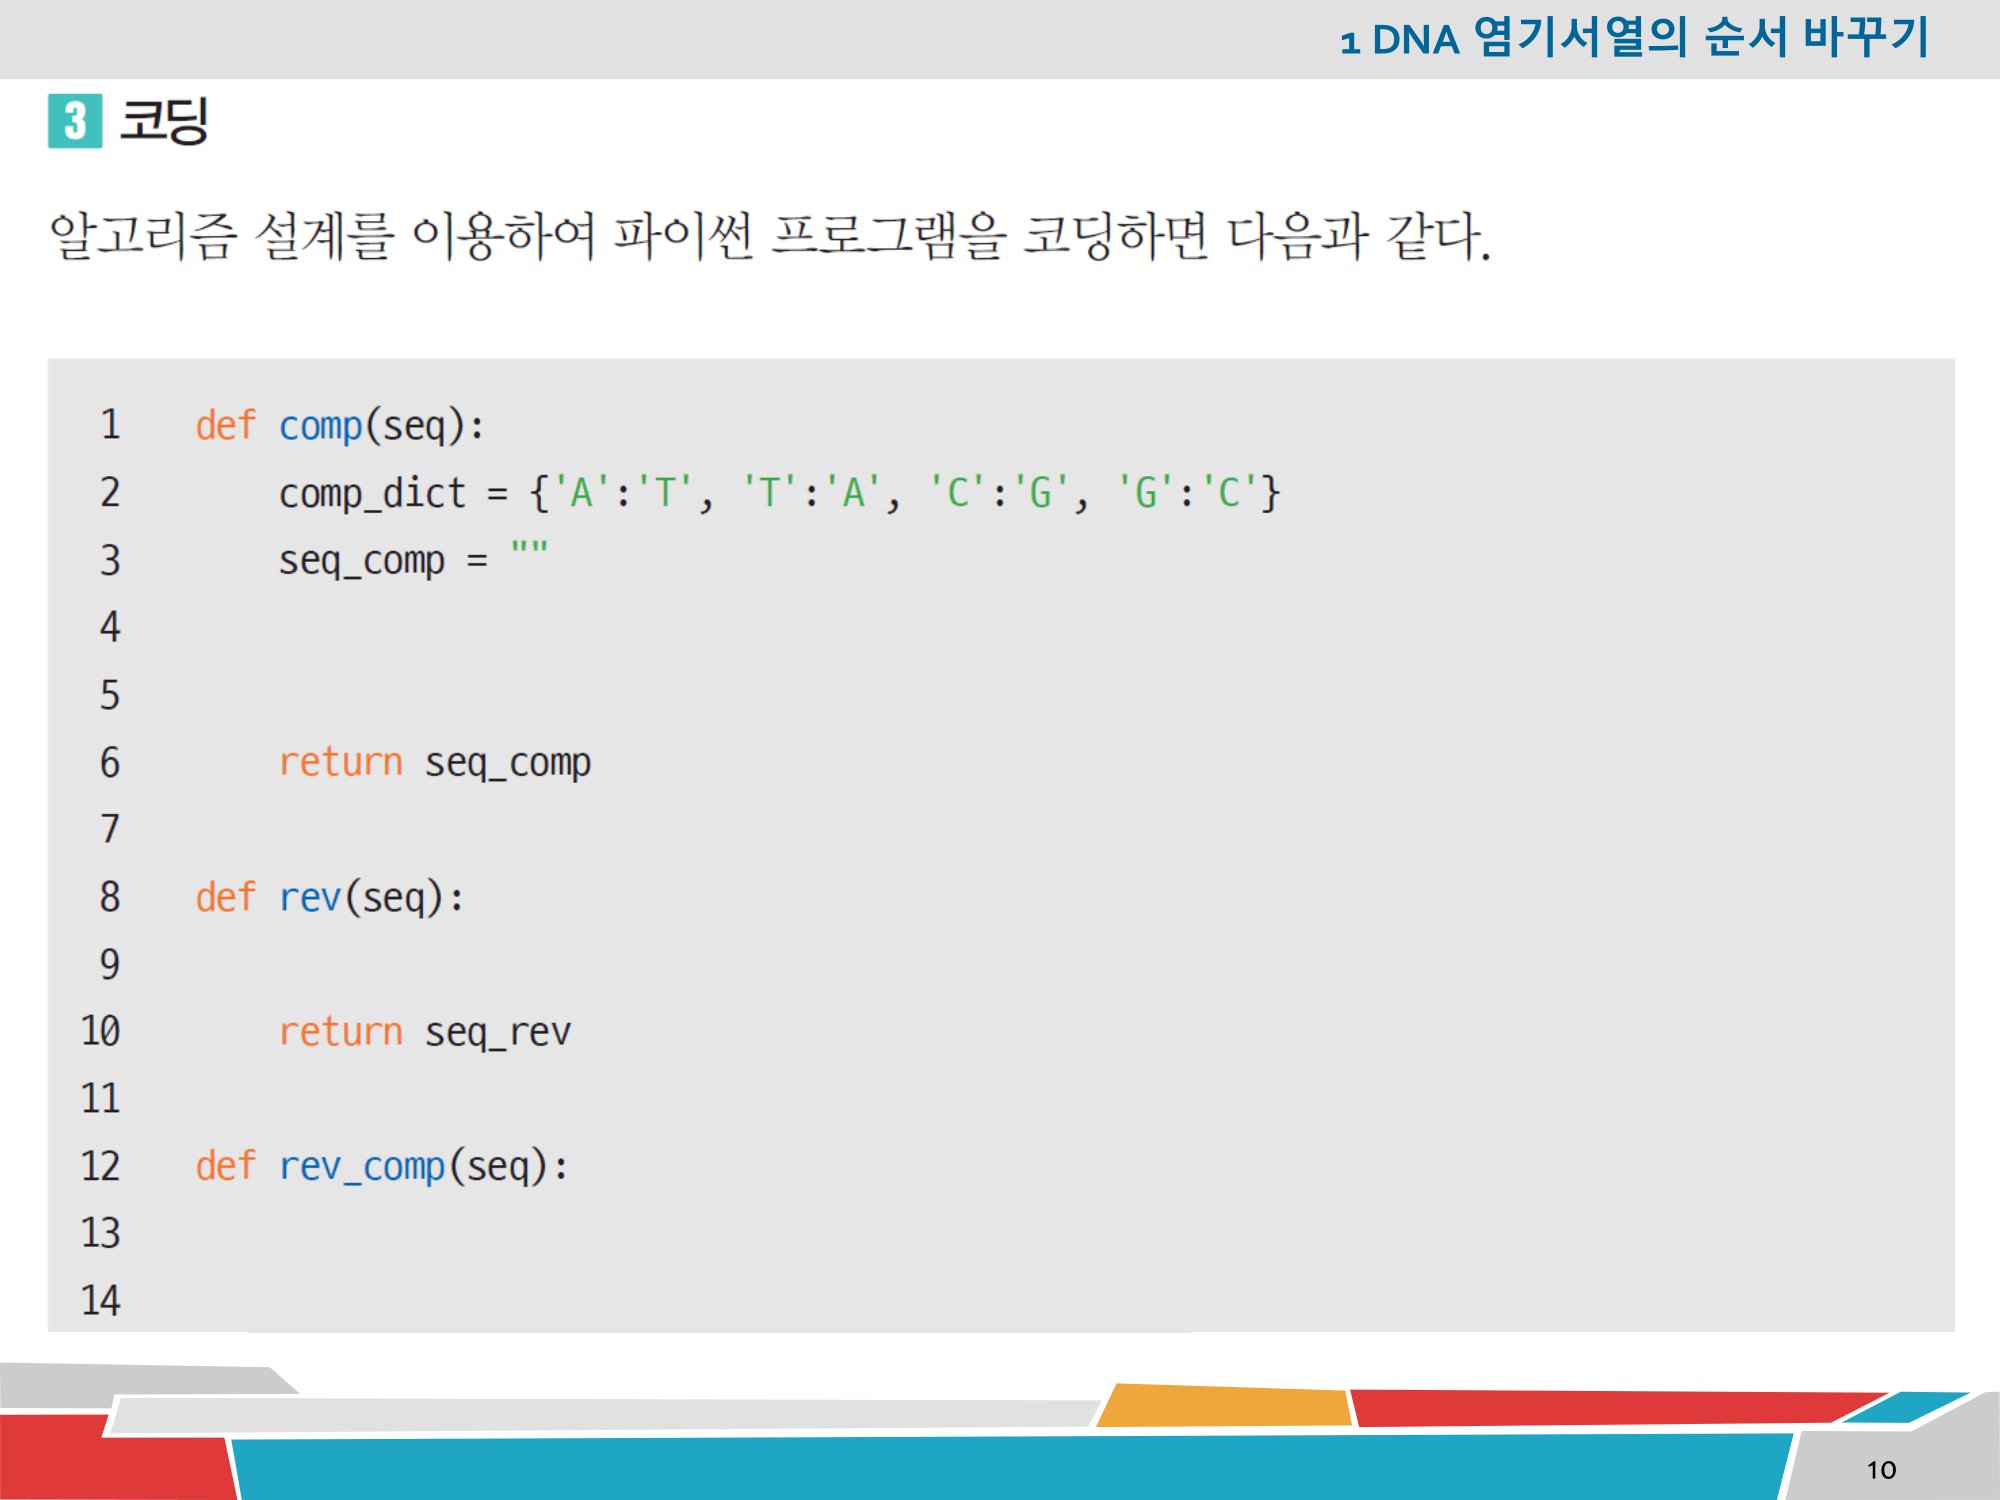 1 DNA 염기서열의 순서 바꾸기
3 코딩
알고리즘 설계를 이용하여 파이썬 프로그램을 코딩하면 다음과 같다.
1 def comp(seq):
2 comp_dict = {'A':'T', 'T':'A', 'C':'G', 'G':'C'}
3 seq_comp = ""
4
5
6 return seq_comp
7
8 def rev(seq):
9
10 return seq_rev
11
12 def rev_comp(seq):
13
14
10